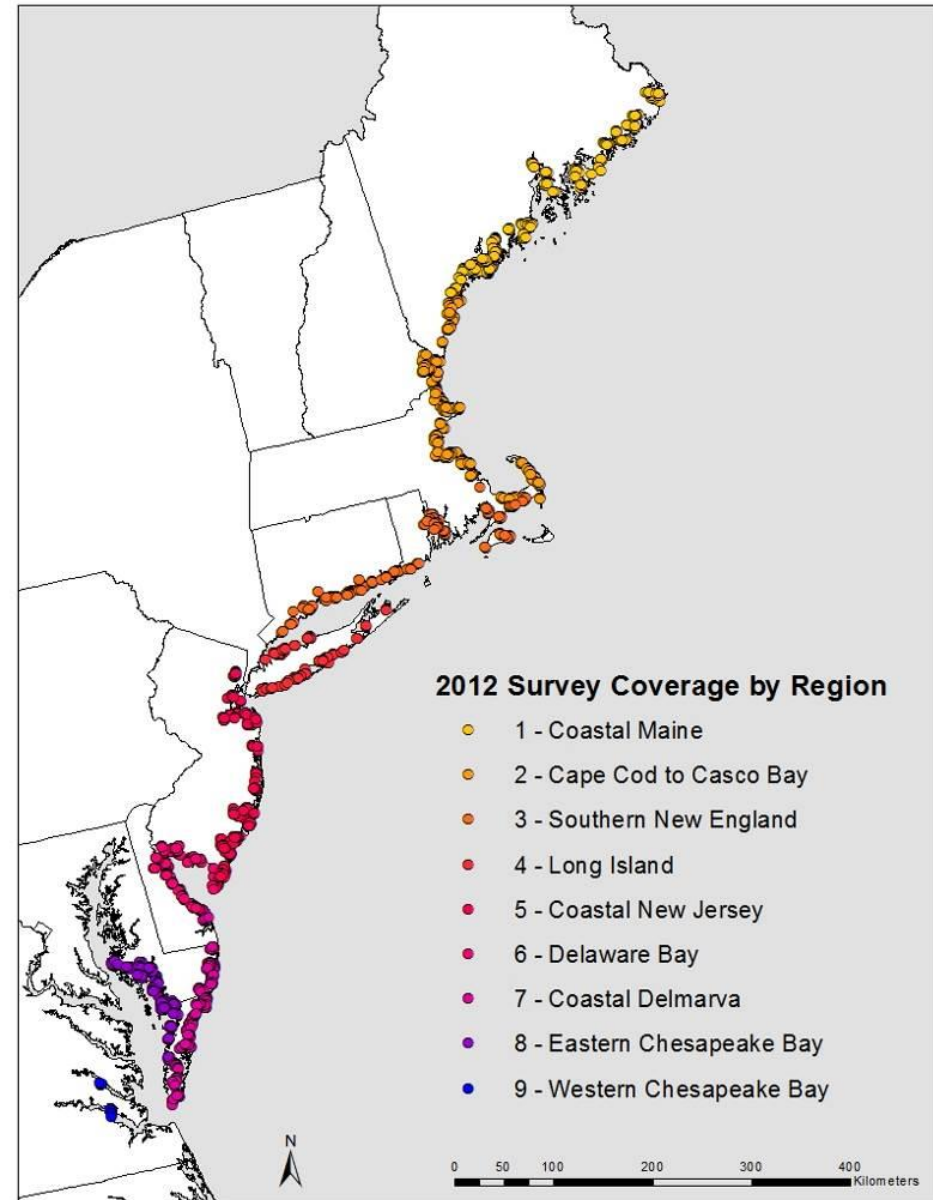 2012 Survey Coverage by Region
1 - Coastal Maine
2 - Cape Cod to Casco Bay
3 - Southern New England
4 - Long Island
5 - Coastal New Jersey
6 - Delaware Bay
7 - Coastal Delmarva
8 - Eastern Chesapeake Bay
9 - Western Chesapeake Bay
N
0 50 100 200 300 400
Kilometers